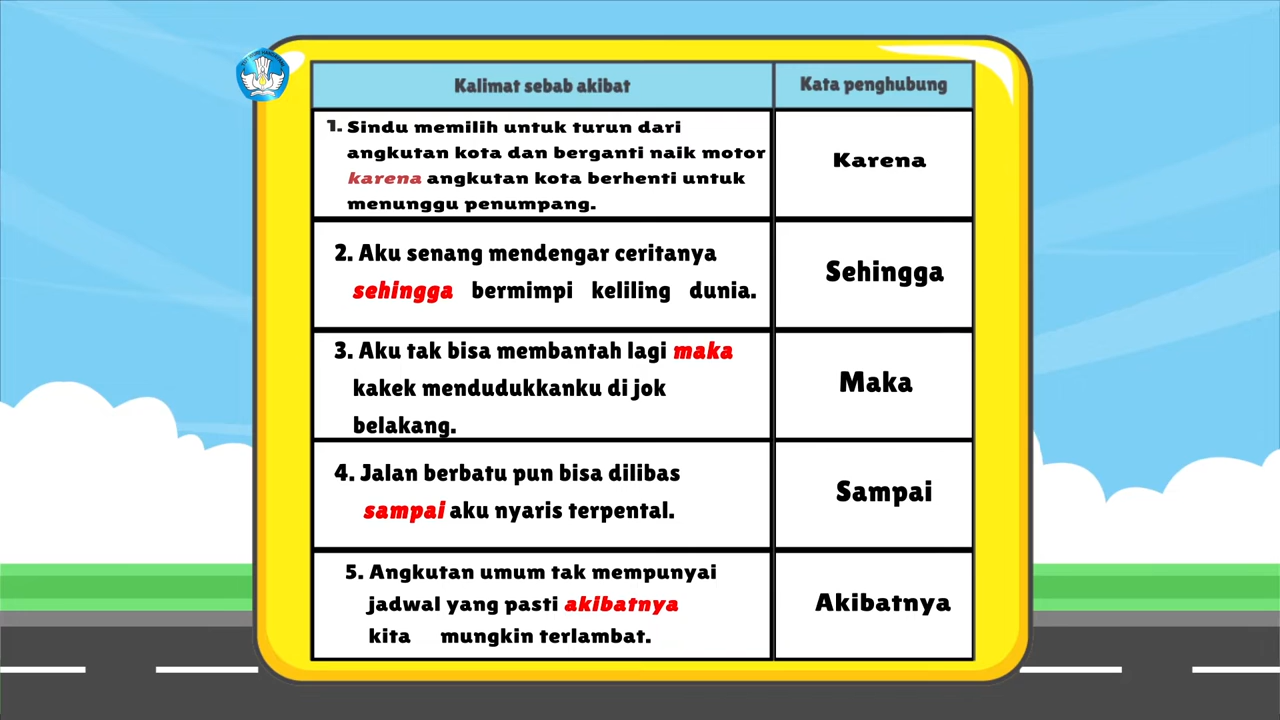 Kalimat sebab akibat
Kata penghubung
1. Sindu memilih untuk turun dari
angkutan kota dan berganti naik motor
karena angkutan kota berhenti untuk
menunggu penumpang.
Karena
2. Aku senang mendengar ceritanya
sehingga bermimpi keliling dunia.
Sehingga
3. Aku tak bisa membantah lagi maka
kakek mendudukkanku di jok
belakang.
Maka
4. Jalan berbatu pun bisa dilibas
sampai aku nyaris terpental.
Sampai
5. Angkutan umum tak mempunyai
jadwal yang pasti akibatnya
kita mungkin terlambat.
Akibatnya